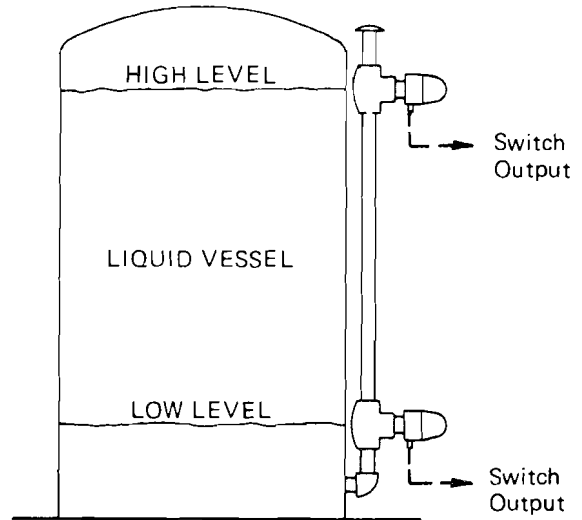 HIGH LEVEL
Switch
Output
LIQUID VESSEL
LOW LEVEL
Switch
Output